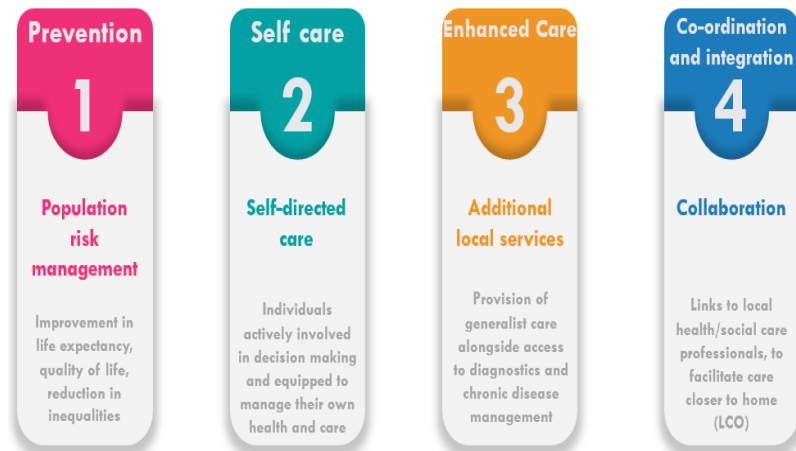 Prevention
1
Population
risk
management
Improvement in
life expectancy,
quality of life,
reduction in
inequalities
Self care
2
Self-directed
care
Individuals
actively involved
in decision making
and equipped to
manage their own
health and care
Enhanced Care
3
Additional
local services
Provision of
generalist care
alongside access
to diagnostics and
chronic disease
management
Co-ordination
and integration
4
Collaboration
Links to local
health/social care
professionals, to
facilitate care
closer to home
(LCO)